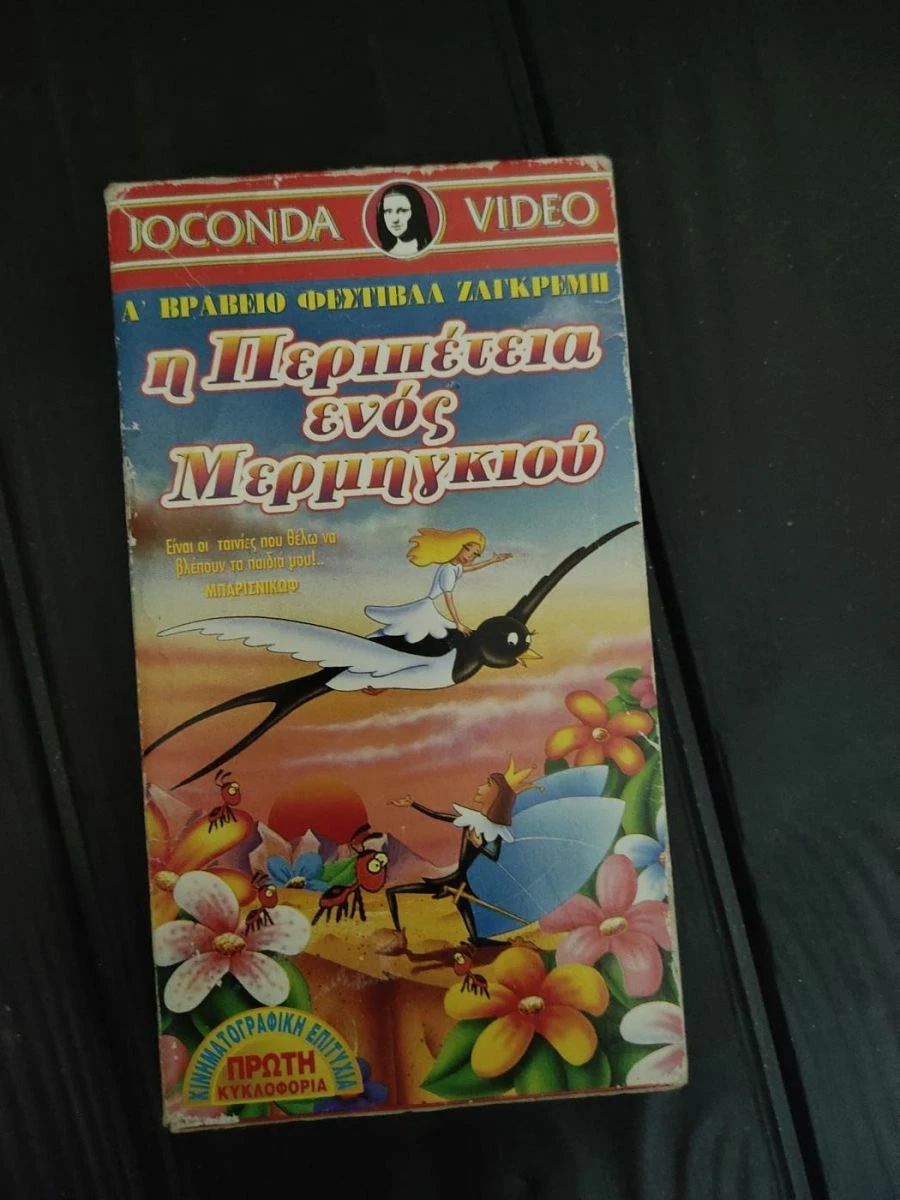 JOCONDA VIDEO
Α' ΒΡΑΒΕΙΟ ΦΕΣΤΙΒΑΛ ΖΑΓΚΡΕΜΠ
η Περιπέτεια
ενός
Μερμηγκιού
Είναι οι ταινίες που θέλω να
βλέπουν τα παιδιά μου!..
ΜΠΑΡΙΣΝΙΚΩΦ
ΚΙΝΗΜΑΤΟΓΡΑΦΙΚΗ ΕΠΙΤΥΧΙΑ
ΠΡΩΤΗ
ΚΥΚΛΟΦΟΡΙΑ